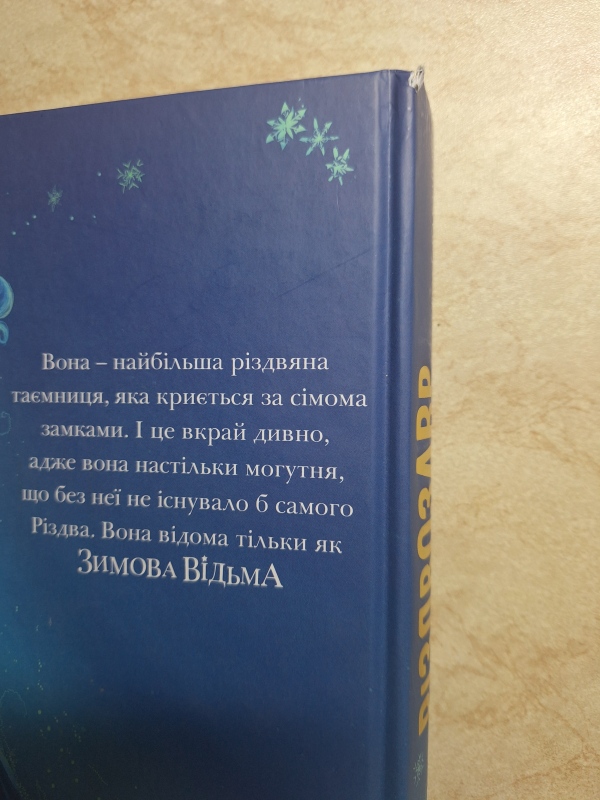 Вона – найбільша різдвяна
таємниця, яка криється за сімома
замками. І це вкрай дивно,
адже вона настільки могутня,
що без неї не існувало б самого
Різдва. Вона відома тільки як
ЗИМОВА ВІДЬМА
РІЗДВОЗАВР